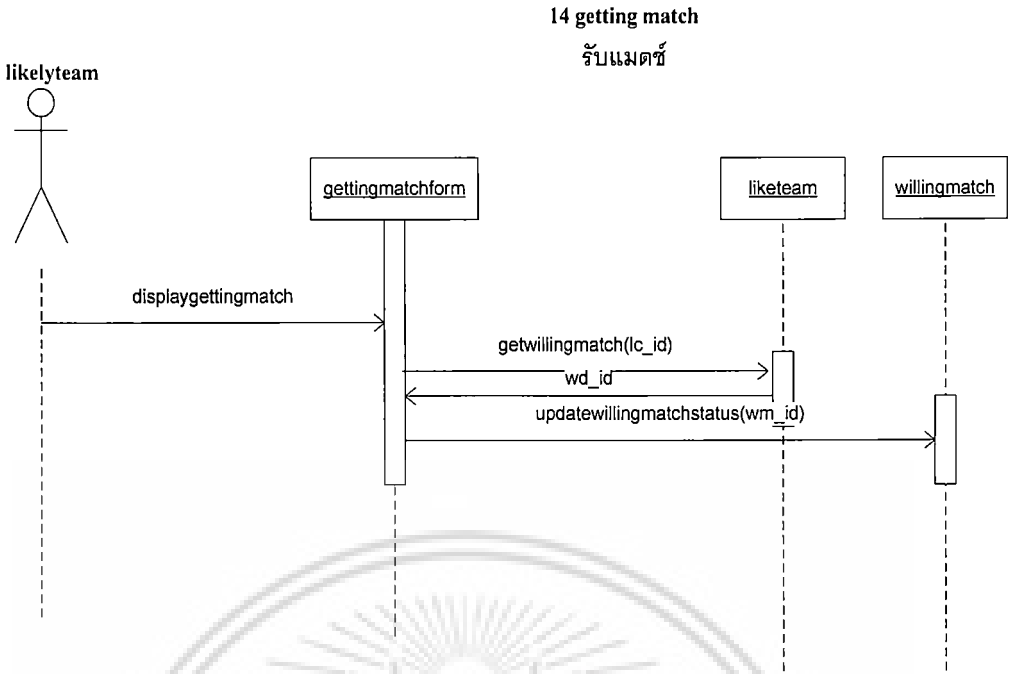 14 getting match
รับแมตช์
likelyteam
gettingmatchform
liketeam
willingmatch
displaygettingmatch
getwillingmatch(lc_id)
wd_id
updatewillingmatchstatus(wm_id)